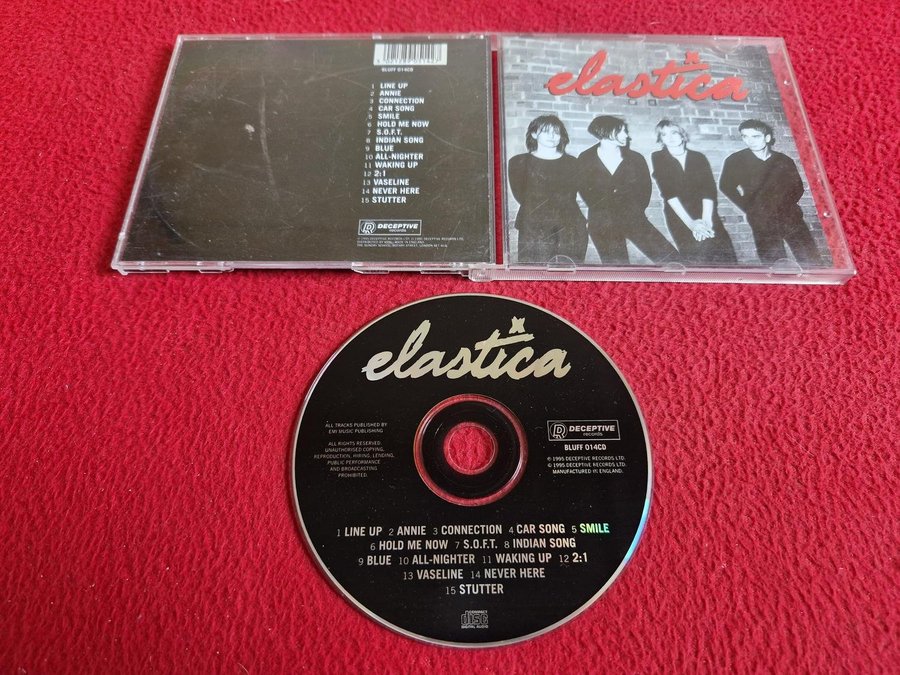 BLUFF 014CD
1 LINE UP
2 ANNIE
3 CONNECTION
4 CAR SONG
5 SMILE
6 HOLD ME NOW
7 S.O.F.T.
8 INDIAN SONG
9 BLUE
10 ALL-NIGHTER
11 WAKING UP
12 2:1
13 VASELINE
14 NEVER HERE
15 STUTTER
DECEPTIVE
records
elastica
elastica
ALL TRACKS PUBLISHED BY
EMI MUSIC PUBLISHING
ALL RIGHTS RESERVED.
UNAUTHORISED COPYING,
REPRODUCTION, HIRING, LENDING,
PUBLIC PERFORMANCE
AND BROADCASTING
PROHIBITED.
DECEPTIVE
records
BLUFF 014CD
℗ 1995 DECEPTIVE RECORDS LTD.
© 1995 DECEPTIVE RECORDS LTD.
MANUFACTURED IN ENGLAND.
1 LINE UP 2 ANNIE 3 CONNECTION 4 CAR SONG 5 SMILE
6 HOLD ME NOW 7 S.O.F.T. 8 INDIAN SONG
9 BLUE 10 ALL-NIGHTER 11 WAKING UP 12 2:1
13 VASELINE 14 NEVER HERE
15 STUTTER
COMPACT
DISC
DIGITAL AUDIO